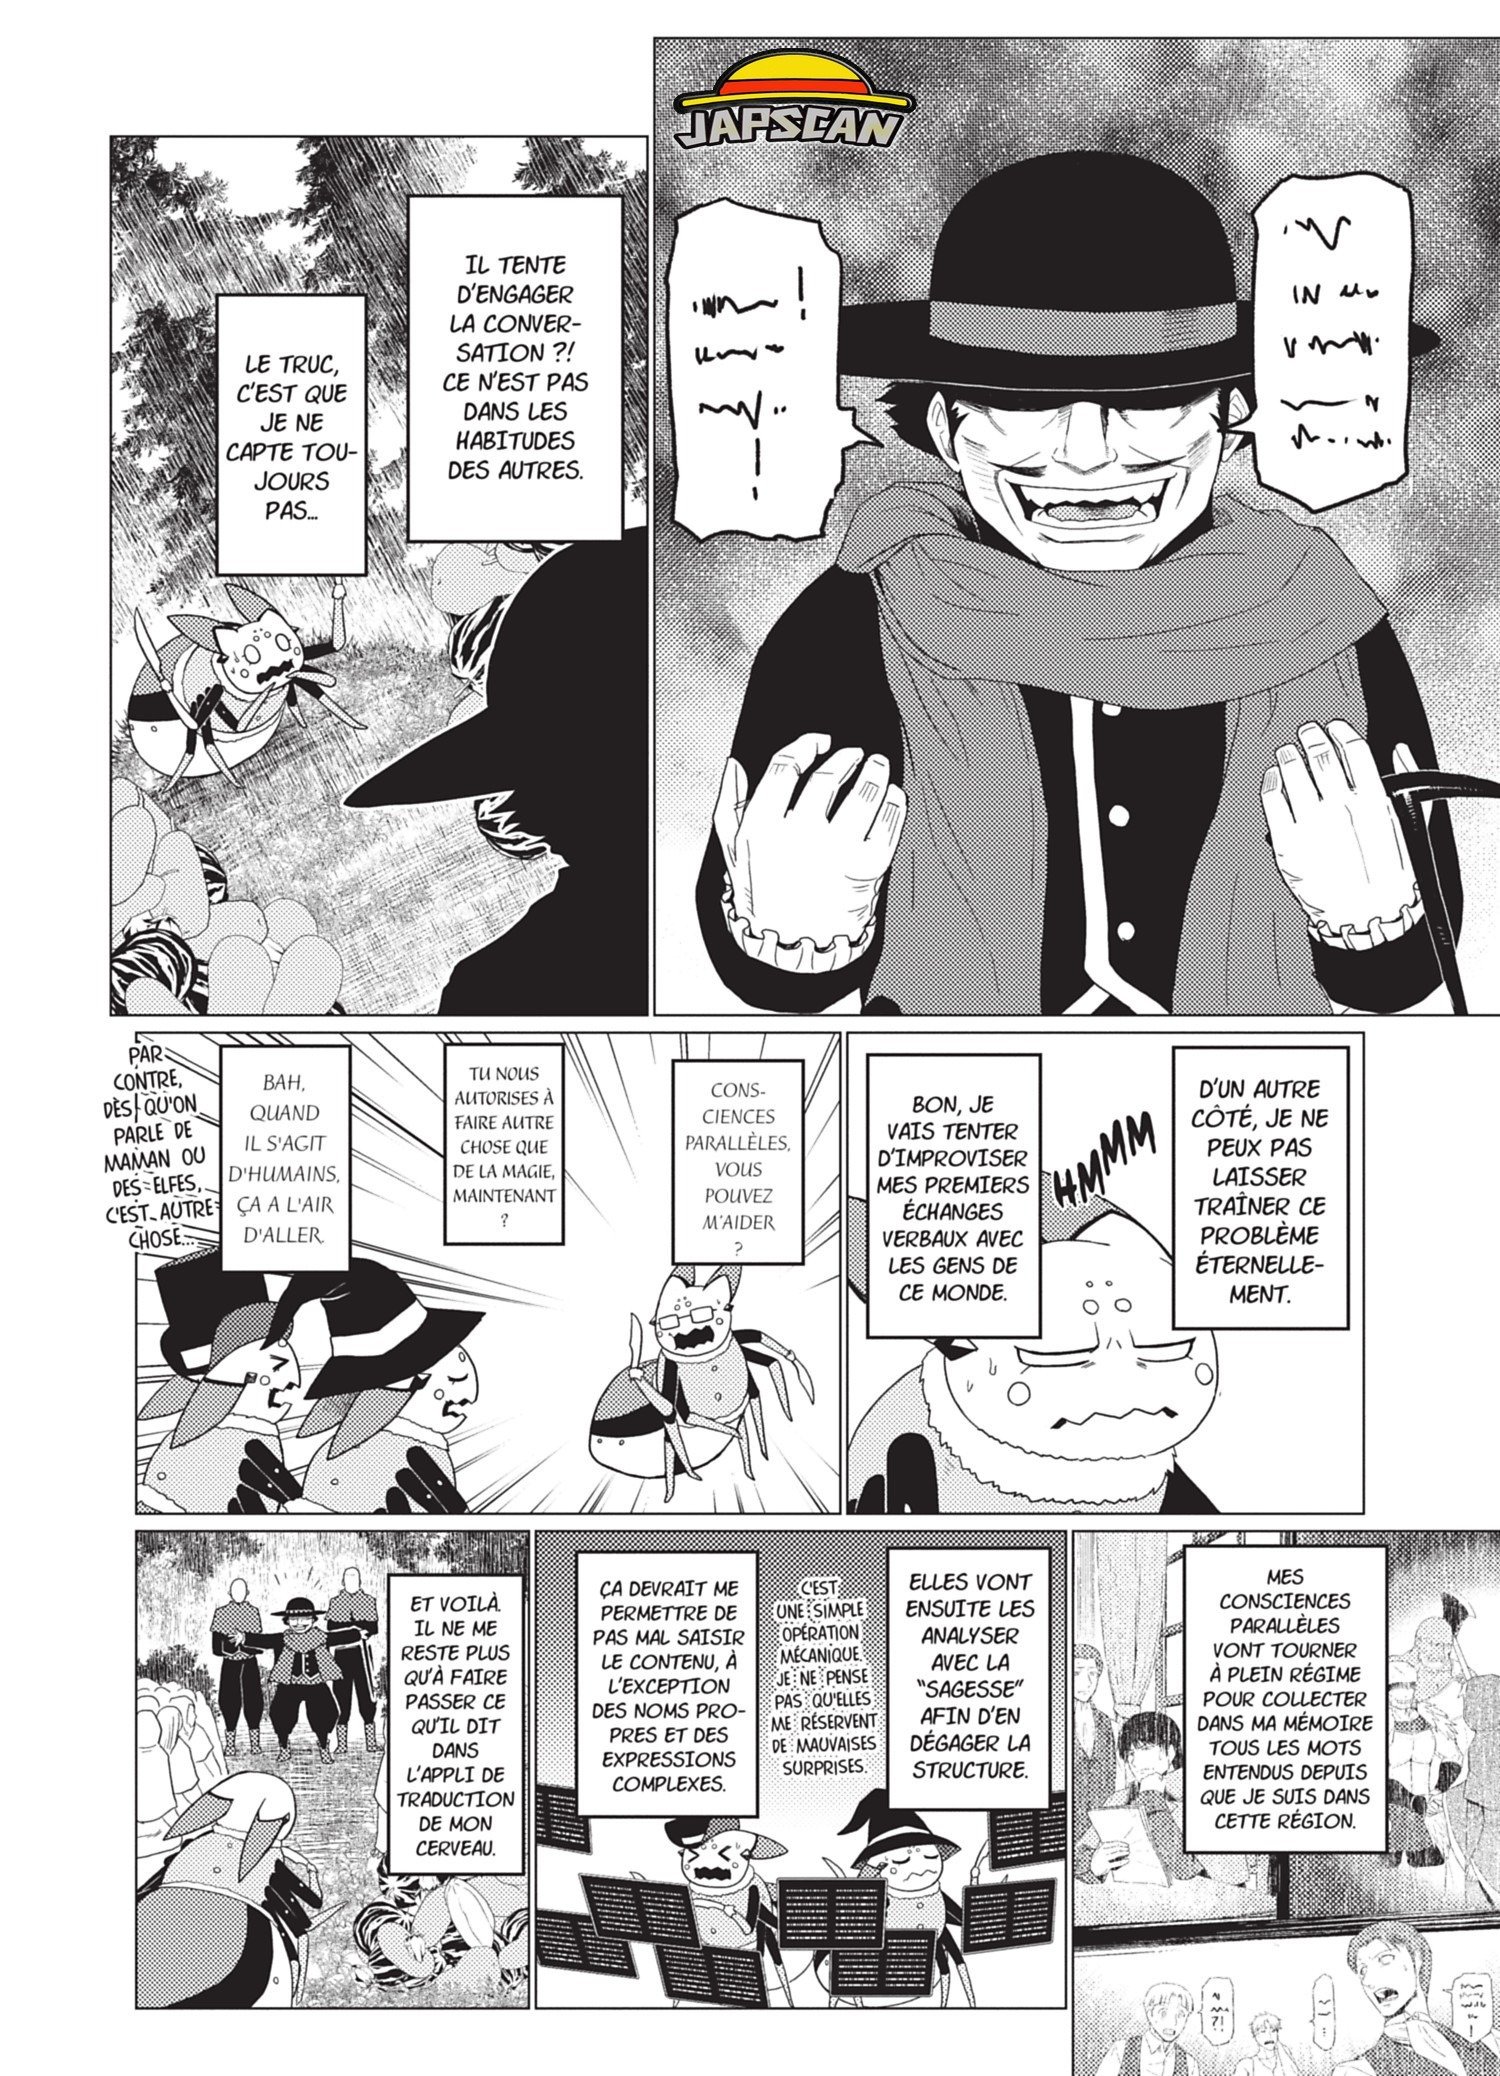 JAPSCAN
IL TENTE
D'ENGAGER
LA CONVER-
SATION ?!
CE N'EST PAS
DANS LES
HABITUDES
DES AUTRES.
LE TRUC,
C'EST QUE
JE NE
CAPTE TOU-
JOURS
PAS...
D'UN AUTRE
CÔTÉ, JE NE
PEUX PAS
LAISSER
TRAÎNER CE
PROBLÈME
ÉTERNELLE-
MENT.
HMMMM
BON, JE
VAIS TENTER
D'IMPROVISER
MES PREMIERS
ÉCHANGES
VERBAUX AVEC
LES GENS DE
CE MONDE.
CONS-
CIENCES
PARALLÈLES,
VOUS
POUVEZ
M'AIDER
?
TU NOUS
AUTORISES À
FAIRE AUTRE
CHOSE QUE
DE LA MAGIE,
MAINTENANT
?
BAH,
QUAND
IL S'AGIT
D'HUMAINS,
ÇA A L'AIR
D'ALLER.
PAR
CONTRE,
DÈS QU'ON
PARLE DE
MAMAN OU
DES ELFES,
C'EST AUTRE
CHOSE...
MES
CONSCIENCES
PARALLÈLES
VONT TOURNER
À PLEIN RÉGIME
POUR COLLECTER
DANS MA MÉMOIRE
TOUS LES MOTS
ENTENDUS DEPUIS
QUE JE SUIS DANS
CETTE RÉGION.
?!
ELLES VONT
ENSUITE LES
ANALYSER
AVEC LA
"SAGESSE"
AFIN D'EN
DÉGAGER LA
STRUCTURE.
C'EST
UNE SIMPLE
OPÉRATION
MÉCANIQUE.
JE NE PENSE
PAS QU'ELLES
ME RÉSERVENT
DE MAUVAISES
SURPRISES.
ÇA DEVRAIT ME
PERMETTRE DE
PAS MAL SAISIR
LE CONTENU, À
L'EXCEPTION
DES NOMS PRO-
PRES ET DES
EXPRESSIONS
COMPLEXES.
ET VOILÀ.
IL NE ME
RESTE PLUS
QU'À FAIRE
PASSER CE
QU'IL DIT
DANS
L'APPLI DE
TRADUCTION
DE MON
CERVEAU.